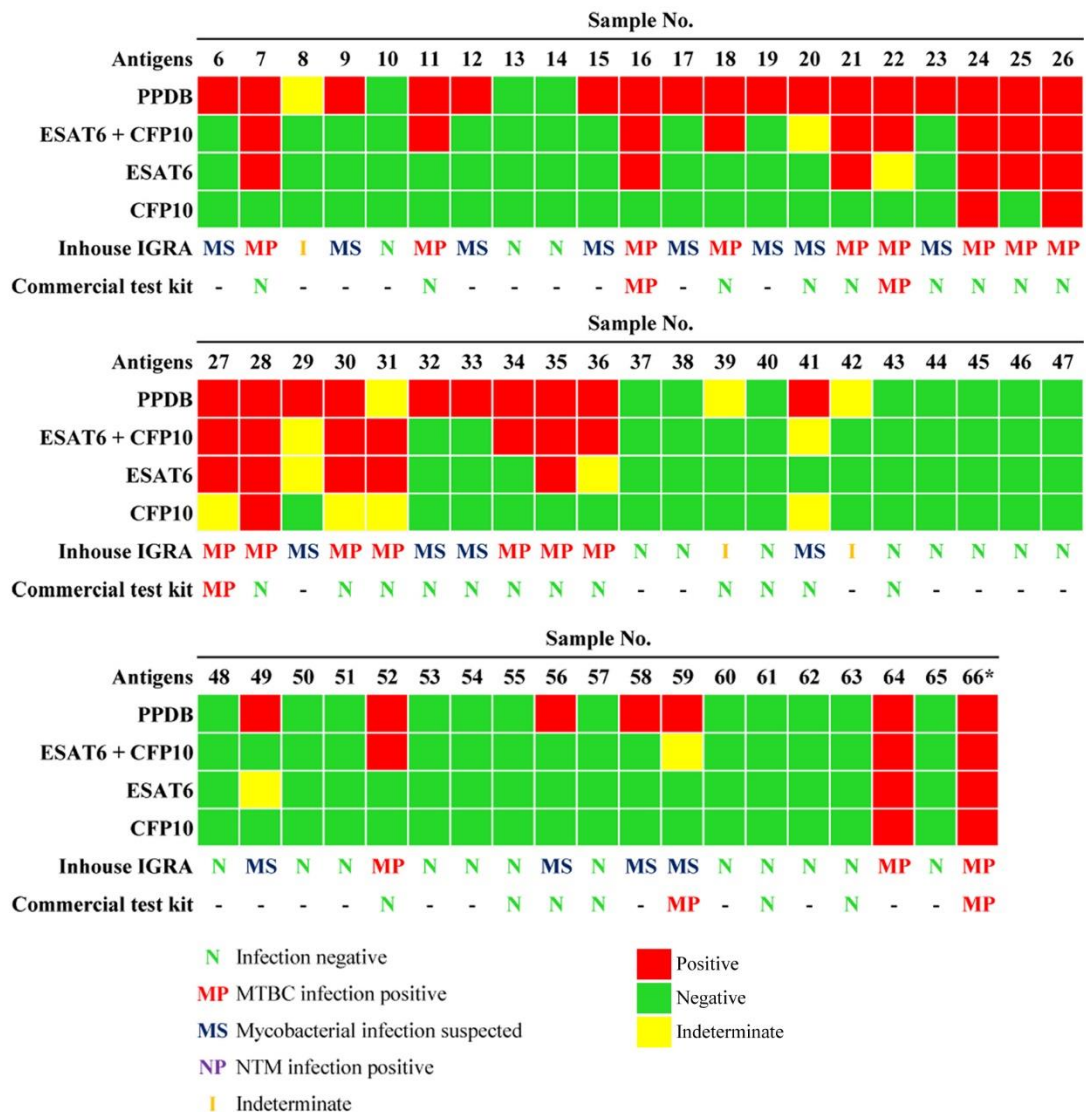 Sample No.
Antigens 6 7 8 9 10 11 12 13 14 15 16 17 18 19 20 21 22 23 24 25 26
PPDB
ESAT6 + CFP10
ESAT6
CFP10
Inhouse IGRA MS MP I MS N MP MS N N MS MP MS MP MS MS MP MP MS MP MP MP
Commercial test kit - N - - - N - - - - MP - N - N N MP N N N N
Sample No.
Antigens 27 28 29 30 31 32 33 34 35 36 37 38 39 40 41 42 43 44 45 46 47
PPDB
ESAT6 + CFP10
ESAT6
CFP10
Inhouse IGRA MP MP MS MP MP MS MS MP MP MP N N I N MS I N N N N N
Commercial test kit MP N - N N N N N N N - - N N N - N - - - -
Sample No.
Antigens 48 49 50 51 52 53 54 55 56 57 58 59 60 61 62 63 64 65 66*
PPDB
ESAT6 + CFP10
ESAT6
CFP10
Inhouse IGRA N MS N N MP N N N MS N MS MS N N N N MP N MP
Commercial test kit - - - - N - - N N N - MP - N - N - - MP
N Infection negative
MP MTBC infection positive
MS Mycobacterial infection suspected
NP NTM infection positive
I Indeterminate
Positive
Negative
Indeterminate